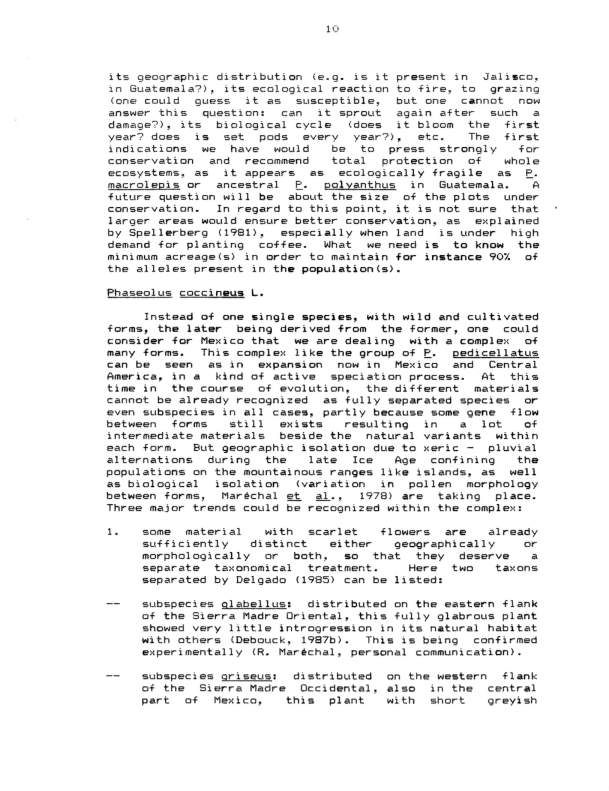 10
its geographic distribution (e.g. is it present in Jalisco,
in Guatemala?), its ecological reaction to fire, to grazing
(one could guess it as susceptible, but one cannot now
answer this question: can it sprout again after such a
damage?), its biological cycle (does it bloom the first
year? does is set pods every year?), etc. The first
indications we have would be to press strongly for
conservation and recommend total protection of whole
ecosystems, as it appears as ecologically fragile as P.
macrolepis or ancestral P. polyanthus in Guatemala. A
future question will be about the size of the plots under
conservation. In regard to this point, it is not sure that
larger areas would ensure better conservation, as explained
by Spellerberg (1981), especially when land is under high
demand for planting coffee. What we need is to know the
minimum acreage(s) in order to maintain for instance 90% of
the alleles present in the population(s).
Phaseolus coccineus L.
Instead of one single species, with wild and cultivated
forms, the later being derived from the former, one could
consider for Mexico that we are dealing with a complex of
many forms. This complex like the group of P. pedicellatus
can be seen as in expansion now in Mexico and Central
America, in a kind of active speciation process. At this
time in the course of evolution, the different materials
cannot be already recognized as fully separated species or
even subspecies in all cases, partly because some gene flow
between forms still exists resulting in a lot of
intermediate materials beside the natural variants within
each form. But geographic isolation due to xeric - pluvial
alternations during the late Ice Age confining the
populations on the mountainous ranges like islands, as well
as biological isolation (variation in pollen morphology
between forms, Maréchal et al., 1978) are taking place.
Three major trends could be recognized within the complex:
1. some material with scarlet flowers are already
sufficiently distinct either geographically or
morphologically or both, so that they deserve a
separate taxonomical treatment. Here two taxons
separated by Delgado (1985) can be listed:
-- subspecies glabellus: distributed on the eastern flank
of the Sierra Madre Oriental, this fully glabrous plant
showed very little introgression in its natural habitat
with others (Debouck, 1987b). This is being confirmed
experimentally (R. Maréchal, personal communication).
-- subspecies griseus: distributed on the western flank
of the Sierra Madre Occidental, also in the central
part of Mexico, this plant with short greyish